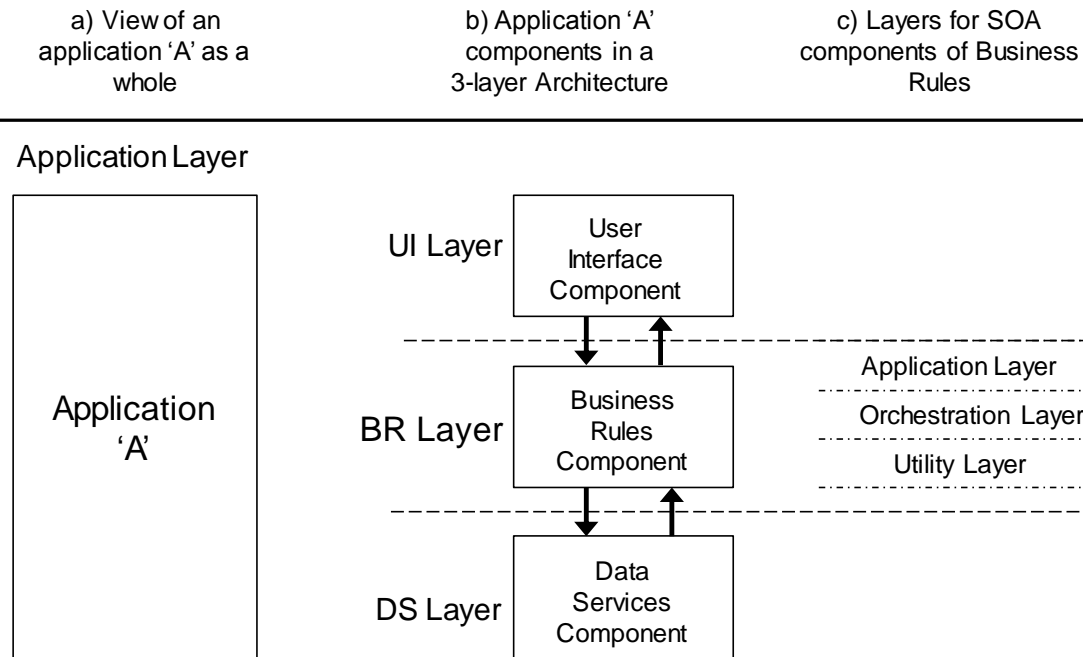 a) View of an
application ‘A’ as a
whole
b) Application ‘A’
components in a
3-layer Architecture
c) Layers for SOA
components of Business
Rules
Application Layer
Application
‘A’
UI Layer
User
Interface
Component
BR Layer
Business
Rules
Component
Application Layer
Orchestration Layer
Utility Layer
DS Layer
Data
Services
Component